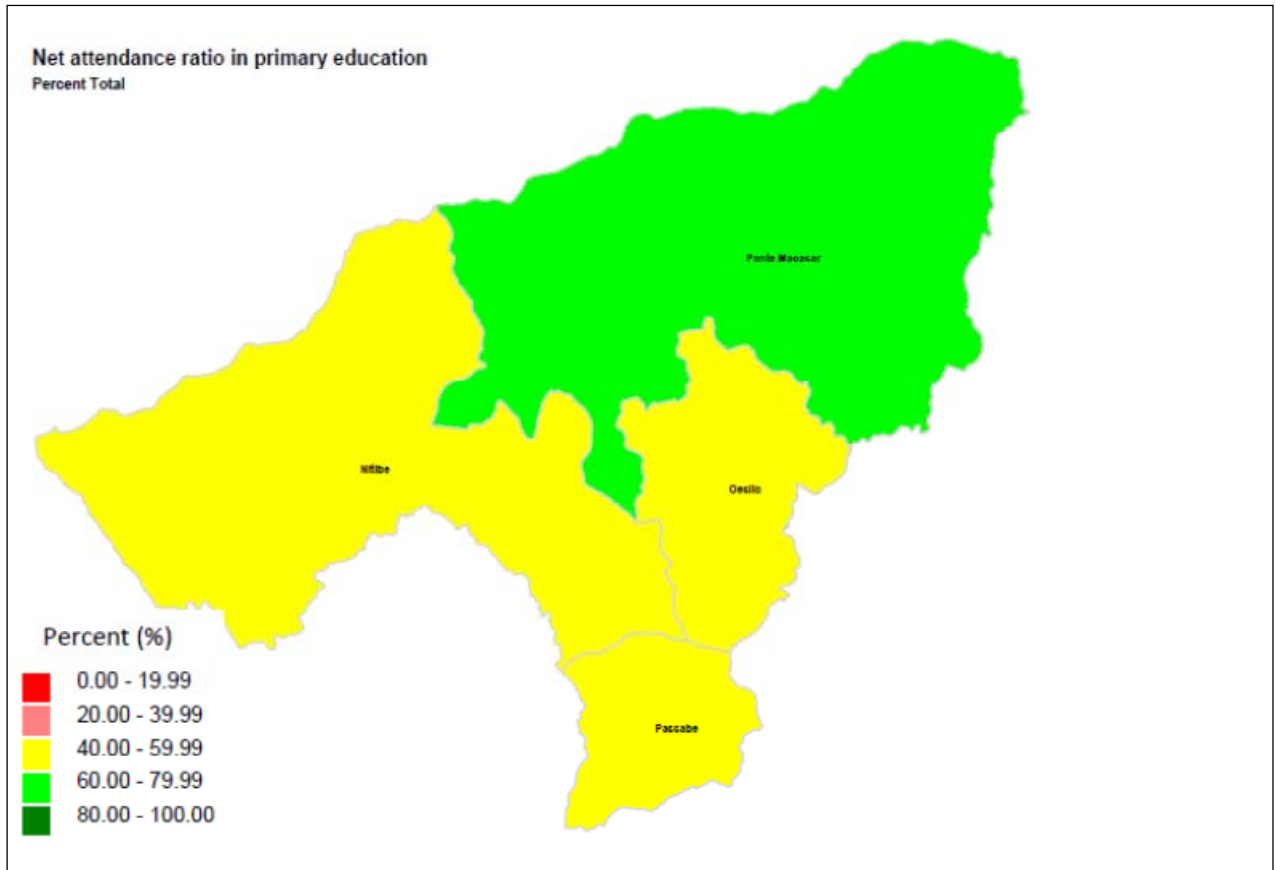 Net attendance ratio in primary education
Percent Total
Pante Macasar
Nitibe
Oesilo
Passabe
Percent (%)
0.00 - 19.99
20.00 - 39.99
40.00 - 59.99
60.00 - 79.99
80.00 - 100.00